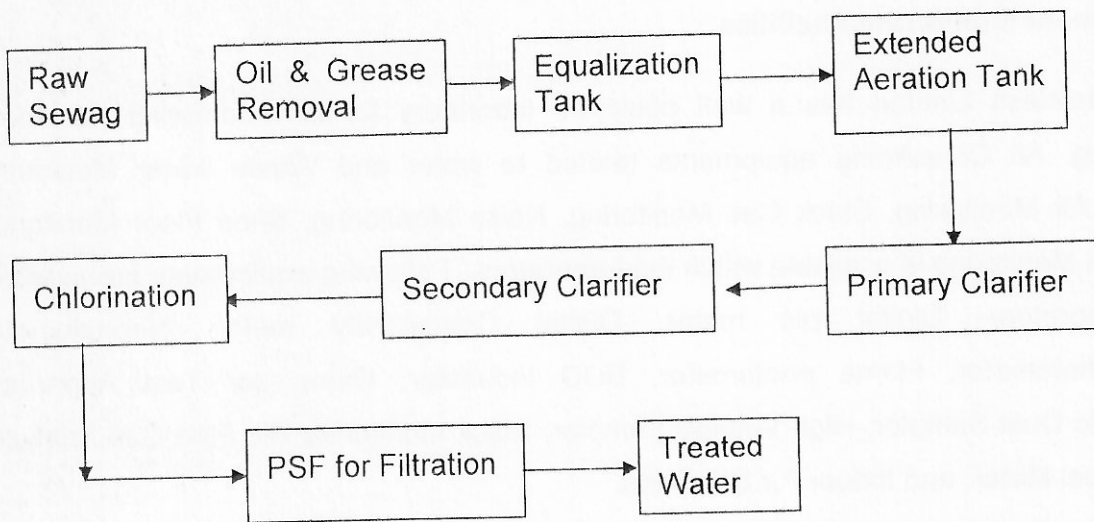 Raw
Sewag
Oil & Grease
Removal
Equalization
Tank
Extended
Aeration Tank
Chlorination
Secondary Clarifier
Primary Clarifier
PSF for Filtration
Treated
Water